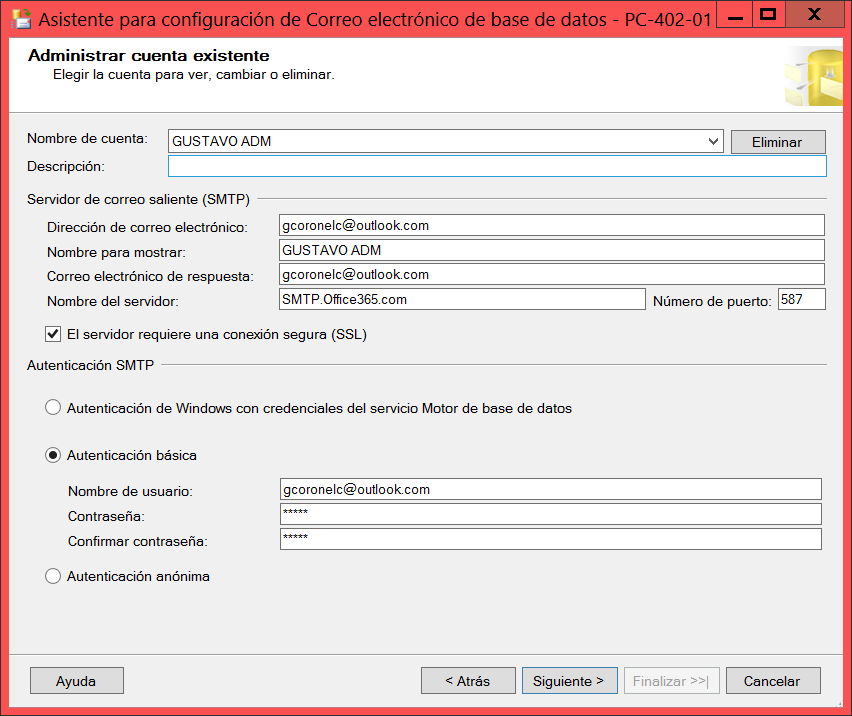 Asistente para configuración de Correo electrónico de base de datos - PC-402-01
Administrar cuenta existente
Elegir la cuenta para ver, cambiar o eliminar.
Nombre de cuenta: GUSTAVO ADM Eliminar
Descripción:
Servidor de correo saliente (SMTP)
Dirección de correo electrónico: gcoronelc@outlook.com
Nombre para mostrar: GUSTAVO ADM
Correo electrónico de respuesta: gcoronelc@outlook.com
Nombre del servidor: SMTP.Office365.com Número de puerto: 587
El servidor requiere una conexión segura (SSL)
Autenticación SMTP
Autenticación de Windows con credenciales del servicio Motor de base de datos
Autenticación básica
Nombre de usuario: gcoronelc@outlook.com
Contraseña: *****
Confirmar contraseña: *****
Autenticación anónima
Ayuda < Atrás Siguiente > Finalizar >>| Cancelar